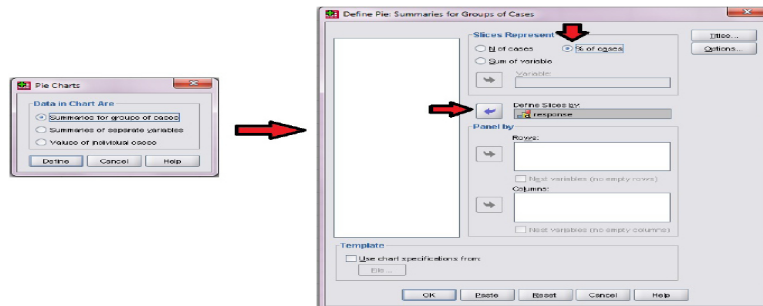 Pie Charts
Data in Chart Are
Summaries for groups of cases
Summaries of separate variables
Values of individual cases
Define Cancel Help
Define Pie: Summaries for Groups of Cases
Slices Represent
N of cases % of cases
Sum of variable
Variable:
Define Slices by:
response
Panel by
Rows:
Nest variables (no empty rows)
Columns:
Nest variables (no empty columns)
Titles...
Options...
Template
Use chart specifications from:
File...
OK Paste Reset Cancel Help